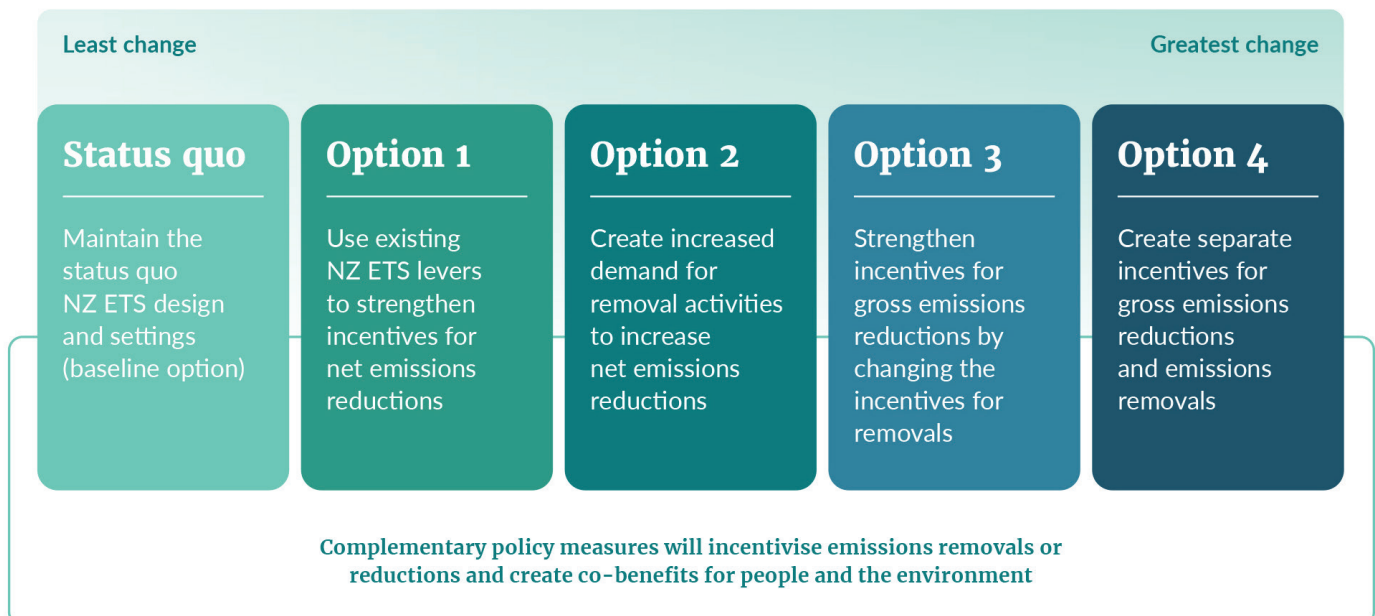 Least change
Greatest change
Status quo
Maintain the
status quo
NZ ETS design
and settings
(baseline option)
Option 1
Use existing
NZ ETS levers
to strengthen
incentives for
net emissions
reductions
Option 2
Create increased
demand for
removal activities
to increase
net emissions
reductions
Option 3
Strengthen
incentives for
gross emissions
reductions by
changing the
incentives for
removals
Option 4
Create separate
incentives for
gross emissions
reductions
and emissions
removals
Complementary policy measures will incentivise emissions removals or
reductions and create co-benefits for people and the environment